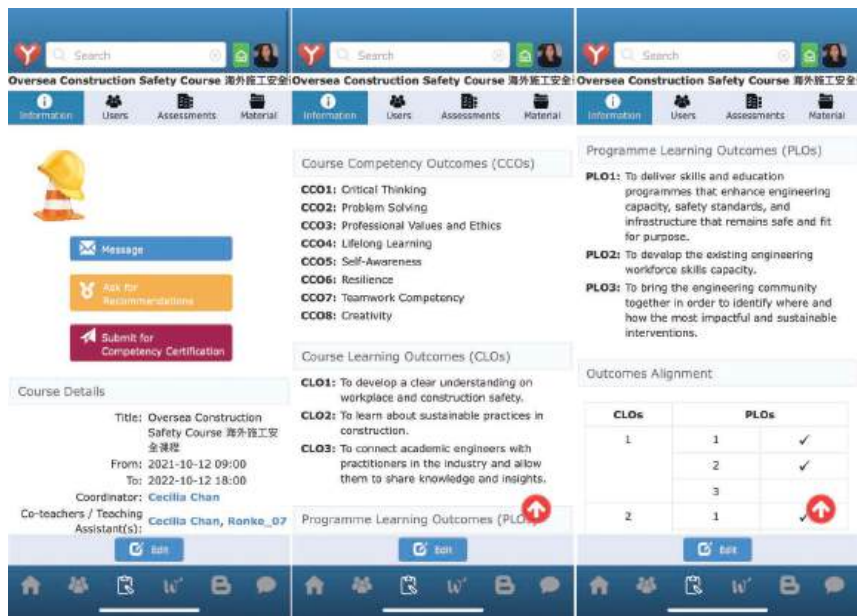 Search
Oversea Construction Safety Course 海外施工安全
Information
Users
Assessments
Material
Message
Ask for
Recommendations
Submit for
Competency Certification
Course Details
Title: Oversea Construction
Safety Course 海外施工安
全課程
From: 2021-10-12 09:00
To: 2022-10-12 18:00
Coordinator: Cecilia Chan
Co-teachers / Teaching
Assistant(s): Cecilia Chan, Ronke_07
Edit
Search
Oversea Construction Safety Course 海外施工安全
Information
Users
Assessments
Material
Course Competency Outcomes (CCOs)
CCO1: Critical Thinking
CCO2: Problem Solving
CCO3: Professional Values and Ethics
CCO4: Lifelong Learning
CCO5: Self-Awareness
CCO6: Resilience
CCO7: Teamwork Competency
CCO8: Creativity
Course Learning Outcomes (CLOs)
CLO1: To develop a clear understanding on
workplace and construction safety.
CLO2: To learn about sustainable practices in
construction.
CLO3: To connect academic engineers with
practitioners in the industry and allow
them to share knowledge and insights.
Programme Learning Outcomes
Edit
Search
Oversea Construction Safety Course 海外施工安全
Information
Users
Assessments
Material
Programme Learning Outcomes (PLOs)
PLO1: To deliver skills and education
programmes that enhance engineering
capacity, safety standards, and
infrastructure that remains safe and fit
for purpose.
PLO2: To develop the existing engineering
workforce skills capacity.
PLO3: To bring the engineering community
together in order to identify where and
how the most impactful and sustainable
interventions.
Outcomes Alignment
CLOs PLOs
1 1 ✓
2 ✓
3
2 1 ✓
Edit